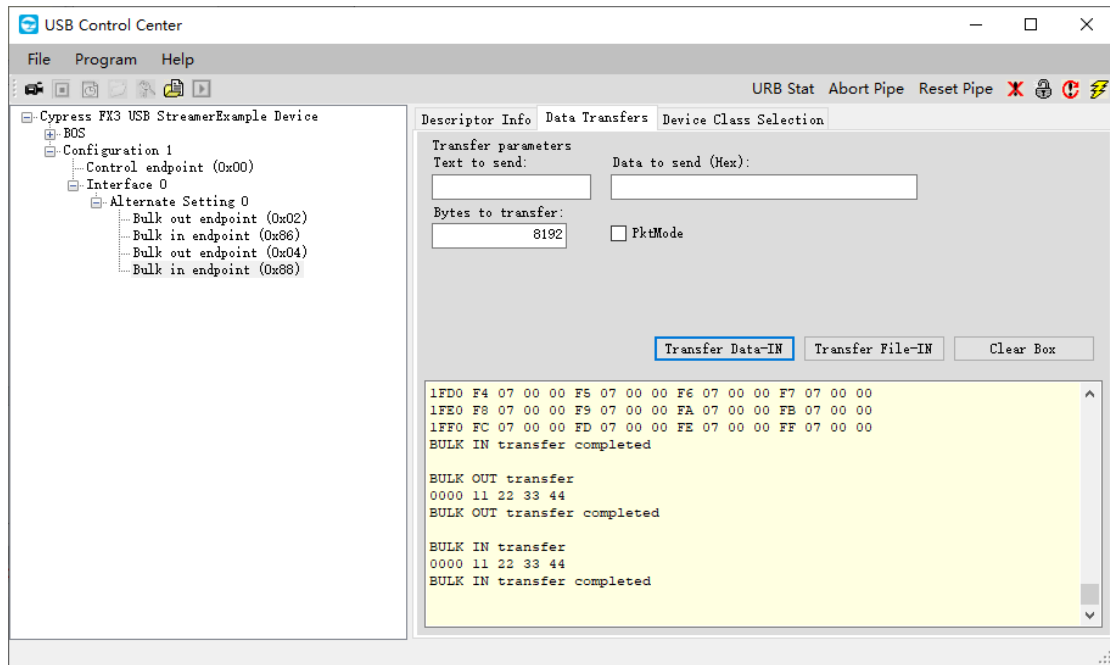 USB Control Center
File Program Help
URB Stat Abort Pipe Reset Pipe
Cypress FX3 USB StreamerExample Device
BOS
Configuration 1
Control endpoint (0x00)
Interface 0
Alternate Setting 0
Bulk out endpoint (0x02)
Bulk in endpoint (0x86)
Bulk out endpoint (0x04)
Bulk in endpoint (0x88)
Descriptor Info Data Transfers Device Class Selection
Transfer parameters
Text to send: Data to send (Hex):
Bytes to transfer:
8192 PktMode
Transfer Data-IN Transfer File-IN Clear Box
1FD0 F4 07 00 00 F5 07 00 00 F6 07 00 00 F7 07 00 00
1FE0 F8 07 00 00 F9 07 00 00 FA 07 00 00 FB 07 00 00
1FF0 FC 07 00 00 FD 07 00 00 FE 07 00 00 FF 07 00 00
BULK IN transfer completed
BULK OUT transfer
0000 11 22 33 44
BULK OUT transfer completed
BULK IN transfer
0000 11 22 33 44
BULK IN transfer completed